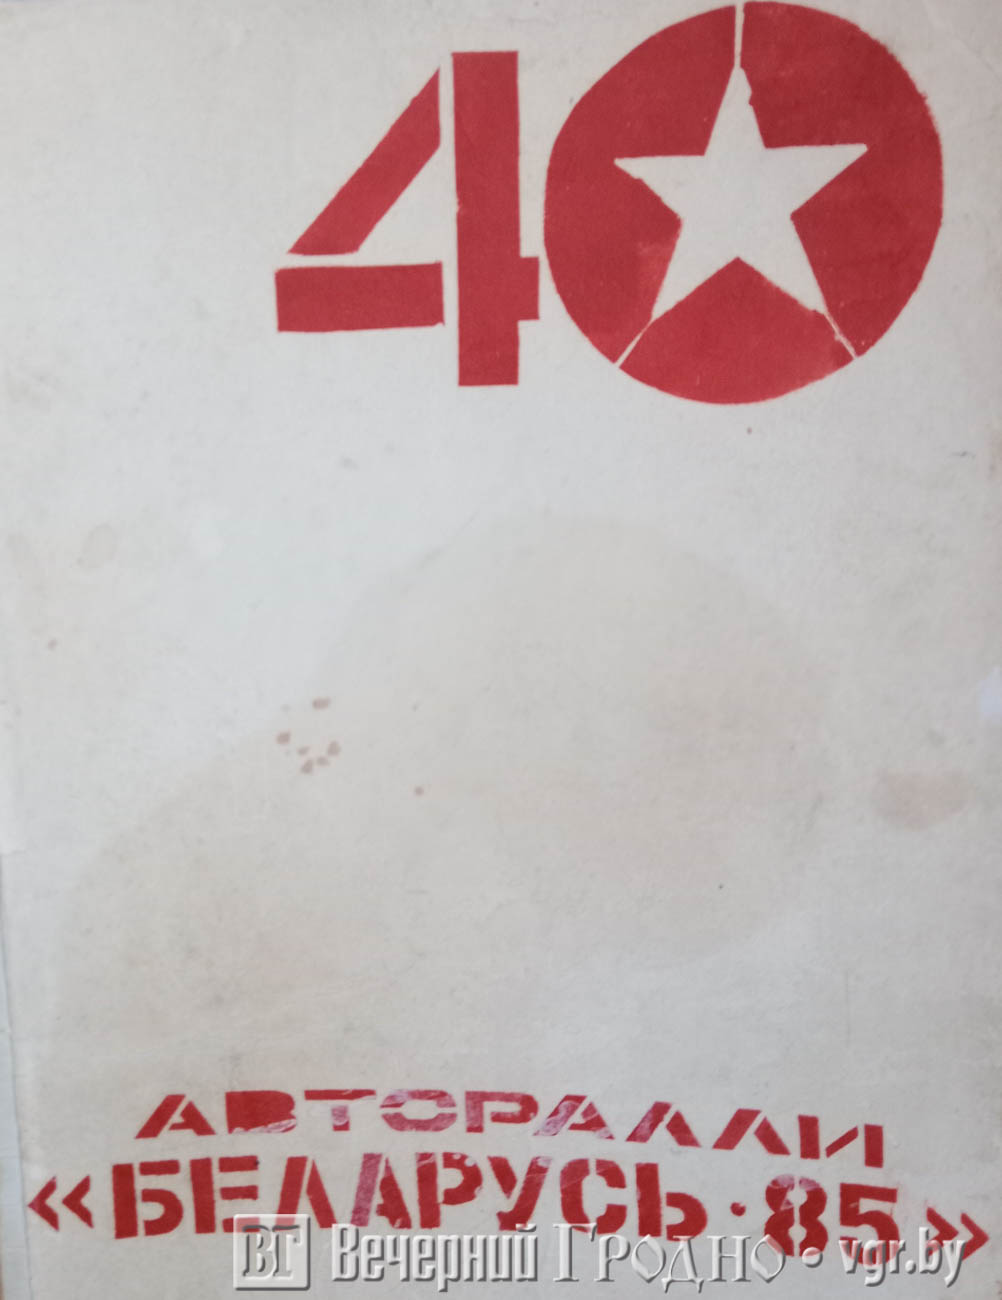 40
АВТОРАЛЛИ
«БЕЛАРУСЬ·85»
ВГ Вечерний Гродно • vgr.by